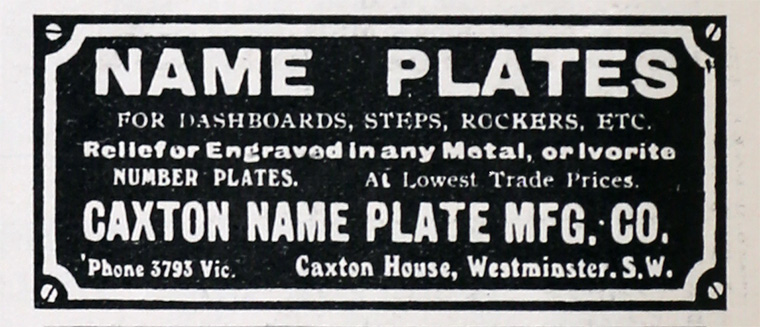 NAME PLATES
FOR DASHBOARDS, STEPS, ROCKERS, ETC.
Relief or Engraved in any Metal, or Ivorite
NUMBER PLATES. At Lowest Trade Prices.
CAXTON NAME PLATE MFG. CO.
'Phone 3793 Vic. Caxton House, Westminster. S.W.